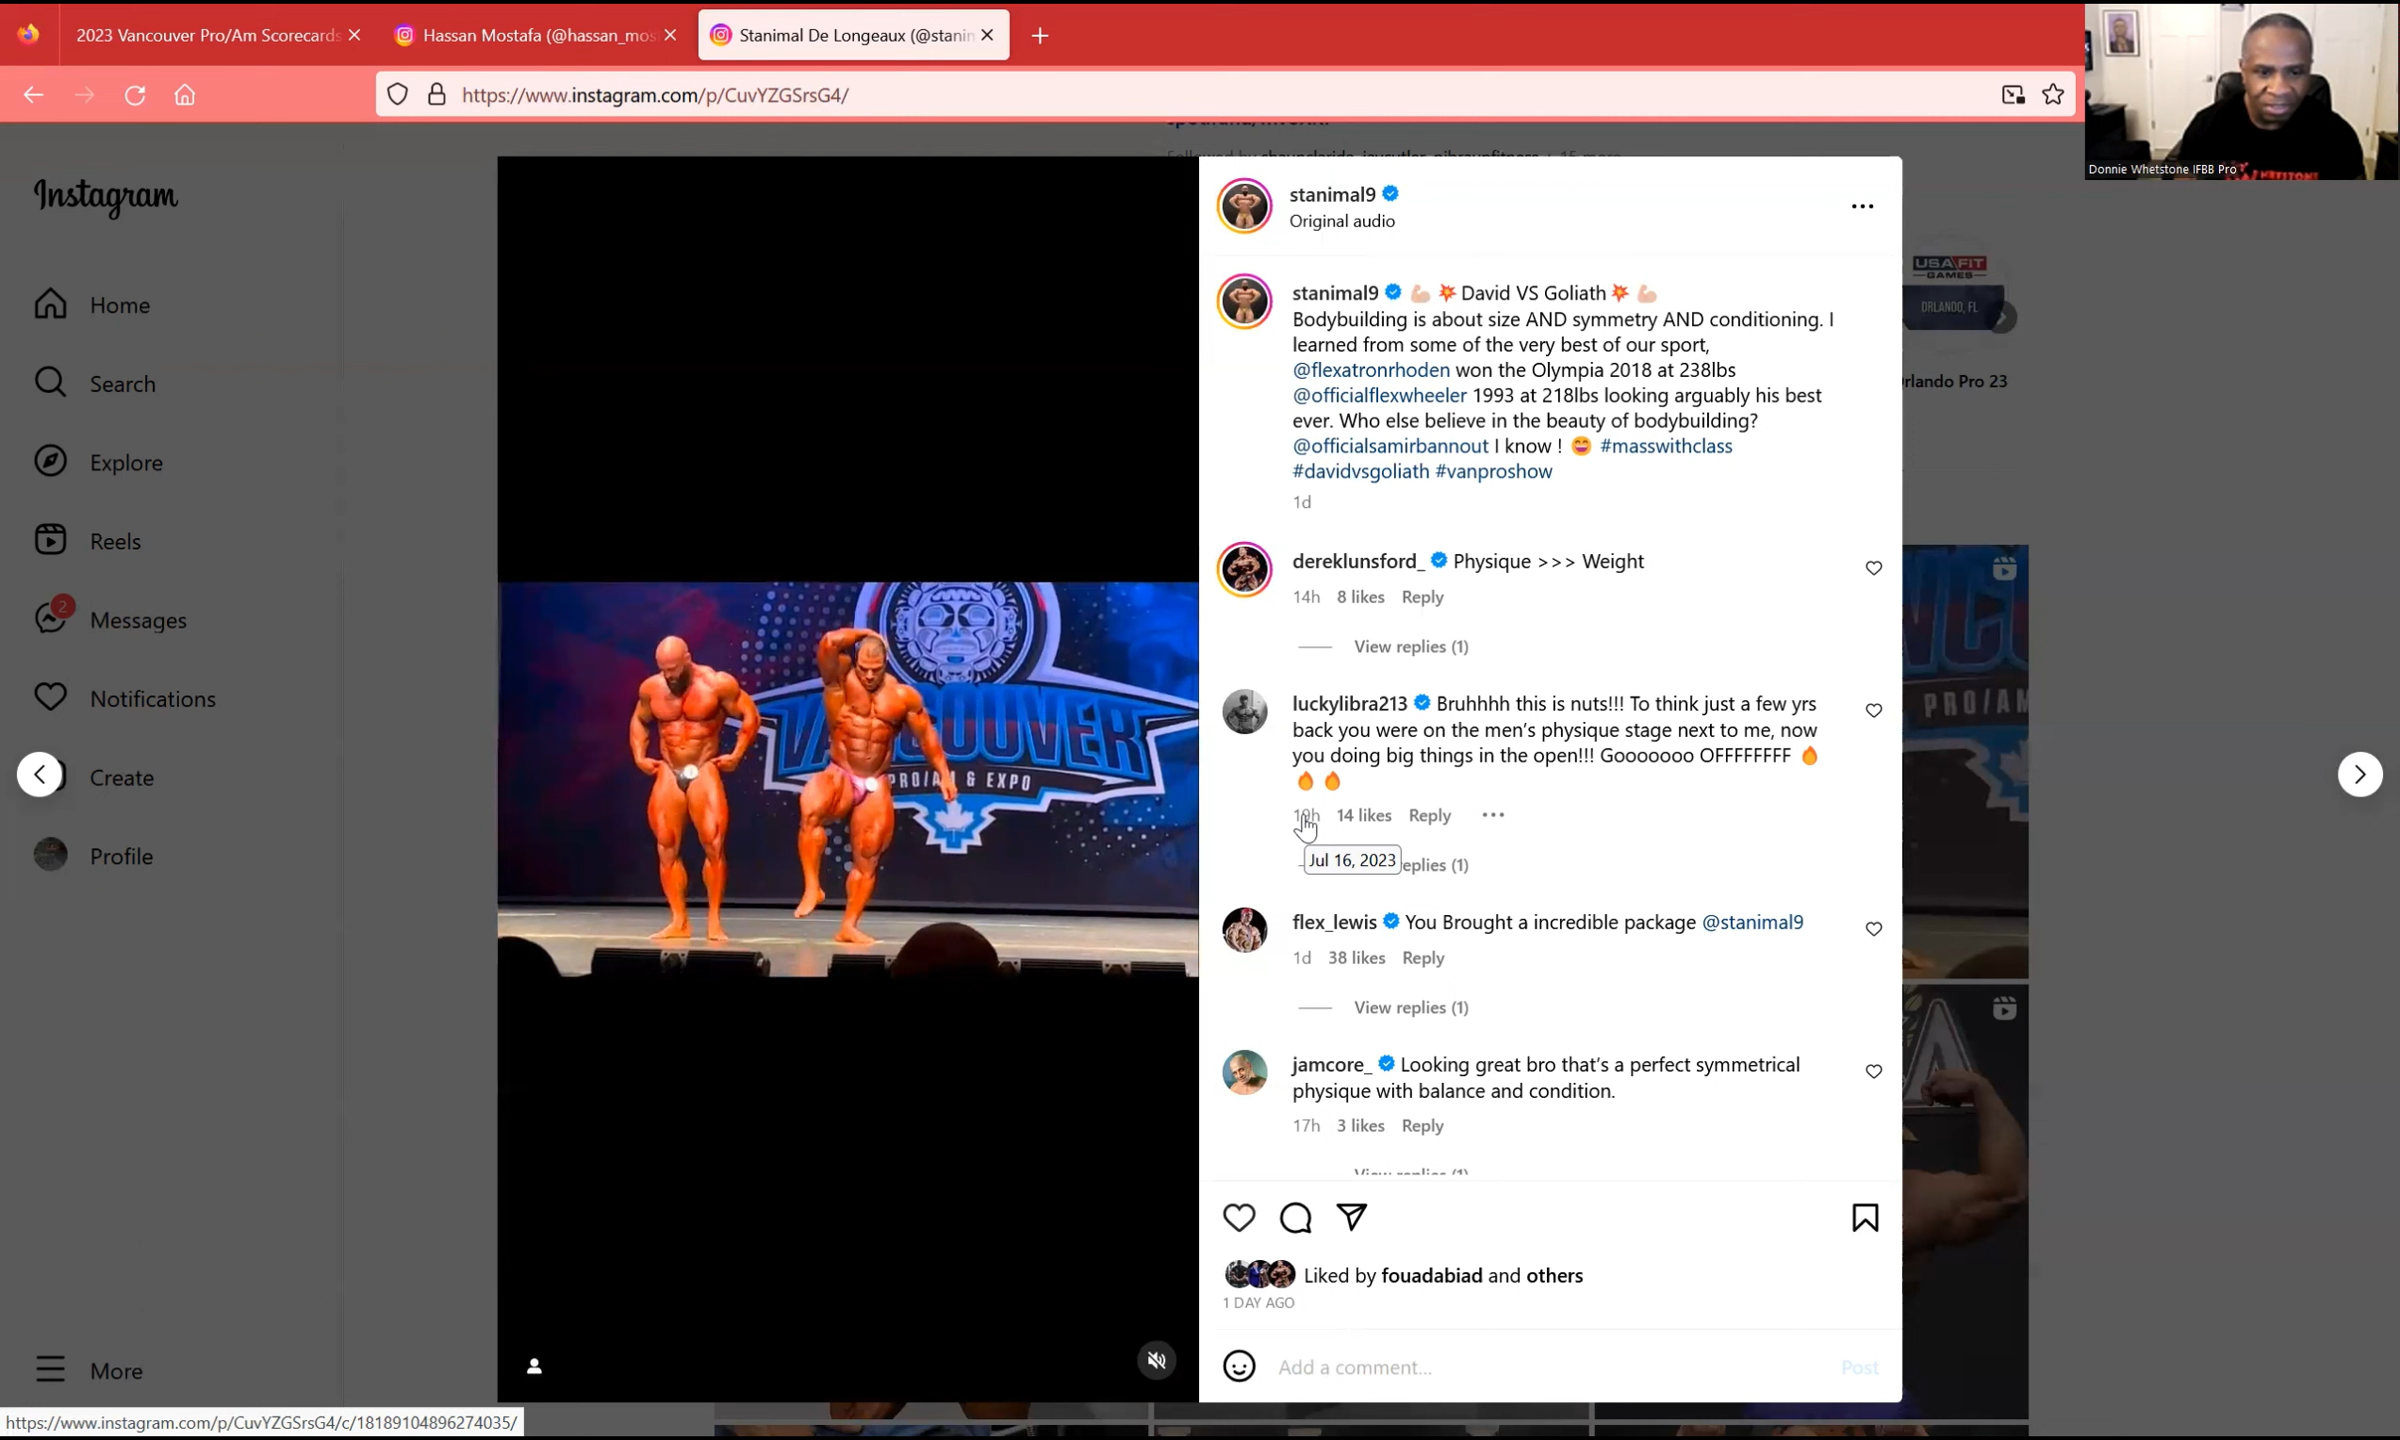 2023 Vancouver Pro/Am Scorecards
Hassan Mostafa (@hassan_mos
Stanimal De Longeaux (@stanin
https://www.instagram.com/p/CuvYZGSrsG4/
Donnie Whetstone IFBB Pro
Instagram
Home
Search
Explore
Reels
2
Messages
Notifications
Create
Profile
More
https://www.instagram.com/p/CuvYZGSrsG4/c/18189104896274035/
VANCOUVER
PRO/AM & EXPO
stanimal9
Original audio
stanimal9 💪🏻 💥 David VS Goliath 💥 💪🏻
Bodybuilding is about size AND symmetry AND conditioning. I
learned from some of the very best of our sport,
@flexatronrhoden won the Olympia 2018 at 238lbs
@officialflexwheeler 1993 at 218lbs looking arguably his best
ever. Who else believe in the beauty of bodybuilding?
@officialsamirbannout I know ! 😄 #masswithclass
#davidvsgoliath #vanproshow
1d
dereklunsford_ Physique >>> Weight
14h 8 likes Reply
View replies (1)
luckylibra213 Bruhhhh this is nuts!!! To think just a few yrs
back you were on the men’s physique stage next to me, now
you doing big things in the open!!! Gooooooo OFFFFFFFF 🔥
🔥 🔥
14 likes Reply
Jul 16, 2023
eplies (1)
flex_lewis You Brought a incredible package @stanimal9
1d 38 likes Reply
View replies (1)
jamcore_ Looking great bro that’s a perfect symmetrical
physique with balance and condition.
17h 3 likes Reply
View replies (1)
Liked by fouadabiad and others
1 DAY AGO
Add a comment...
Post
USA FIT
GAMES
ORLANDO, FL
rlando Pro 23
PRO/AM